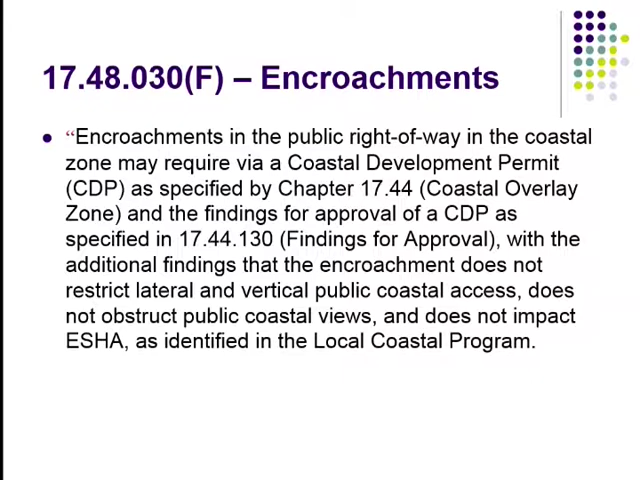 17.48.030(F) – Encroachments
“Encroachments in the public right-of-way in the coastal
zone may require via a Coastal Development Permit
(CDP) as specified by Chapter 17.44 (Coastal Overlay
Zone) and the findings for approval of a CDP as
specified in 17.44.130 (Findings for Approval), with the
additional findings that the encroachment does not
restrict lateral and vertical public coastal access, does
not obstruct public coastal views, and does not impact
ESHA, as identified in the Local Coastal Program.